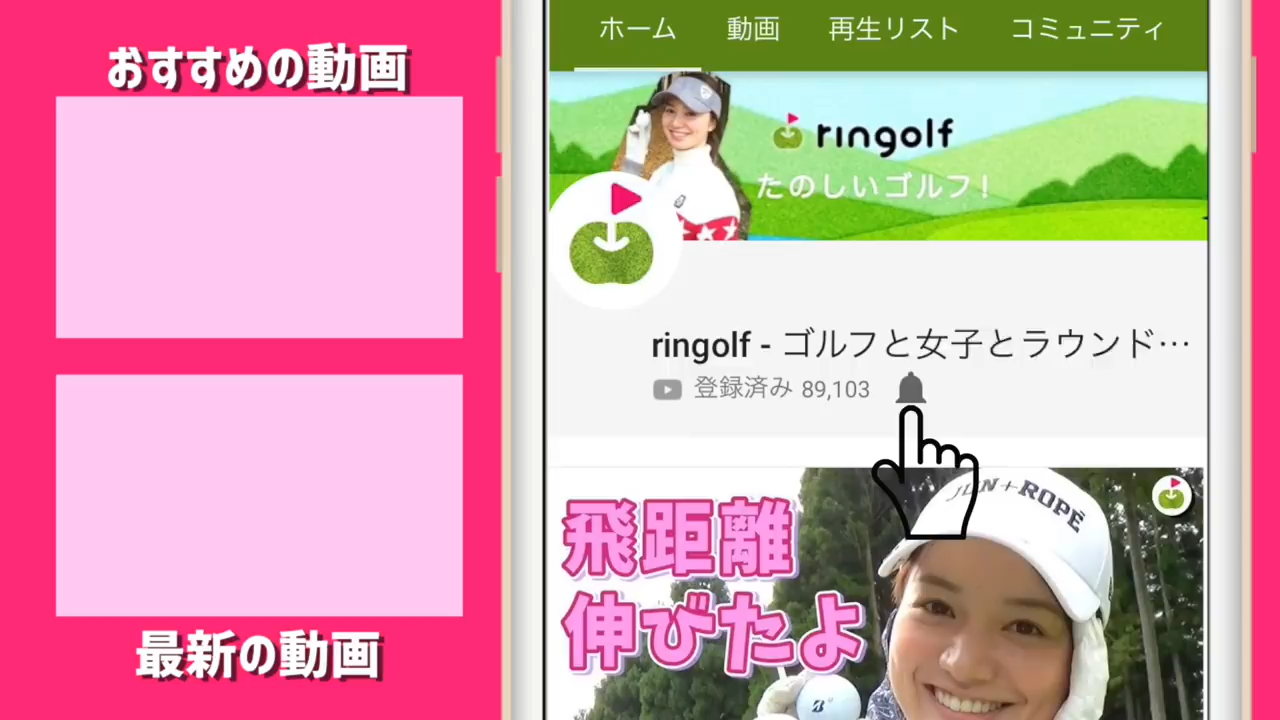 おすすめの動画
最新の動画
ホーム 動画 再生リスト コミュニティ
ringolf
たのしいゴルフ!
ringolf - ゴルフと女子とラウンド…
登録済み 89,103
飛距離
伸びたよ
JUN+ROPÉ
B